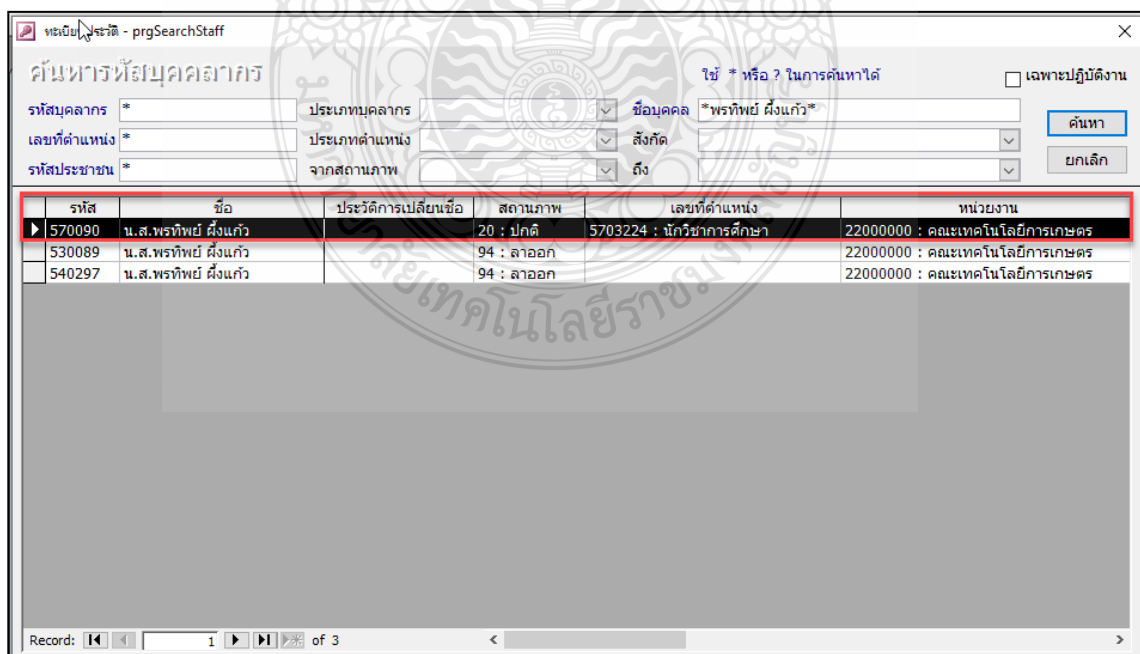 ทะเบียนประวัติ - prgSearchStaff
ค้นหารหัสบุคคลากร ใช้ * หรือ ? ในการค้นหาได้ เฉพาะปฏิบัติงาน
รหัสบุคลากร * ประเภทบุคลากร ชื่อบุคคล *พรทิพย์ ผึ้งแก้ว* ค้นหา
เลขที่ตำแหน่ง * ประเภทตำแหน่ง สังกัด
รหัสประชาชน * จากสถานภาพ ถึง ยกเลิก
รหัส ชื่อ ประวัติการเปลี่ยนชื่อ สถานภาพ เลขที่ตำแหน่ง หน่วยงาน
570090 น.ส.พรทิพย์ ผึ้งแก้ว 20 : ปกติ 5703224 : นักวิชาการศึกษา 22000000 : คณะเทคโนโลยีการเกษตร
530089 น.ส.พรทิพย์ ผึ้งแก้ว 94 : ลาออก 22000000 : คณะเทคโนโลยีการเกษตร
540297 น.ส.พรทิพย์ ผึ้งแก้ว 94 : ลาออก 22000000 : คณะเทคโนโลยีการเกษตร
Record: 1 of 3